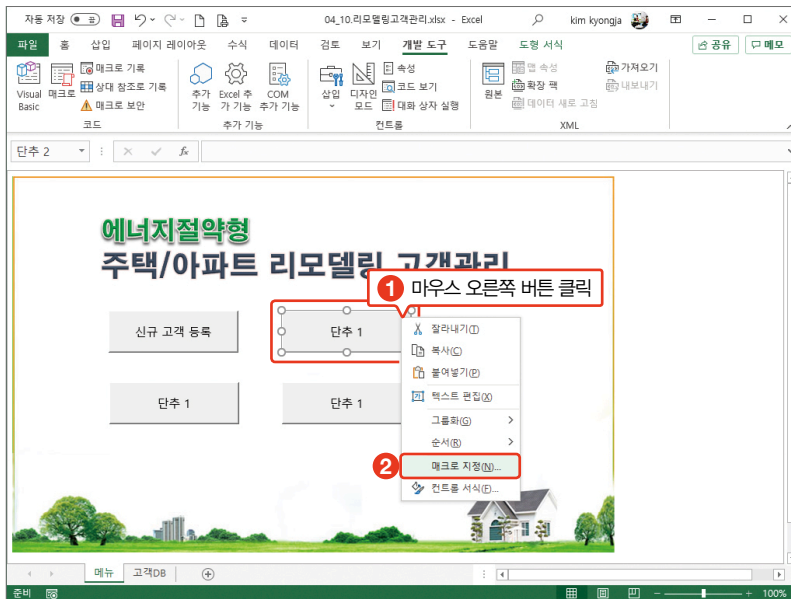 자동 저장
04_10.리모델링고객관리.xlsx - Excel
kim kyongja
파일 홈 삽입 페이지 레이아웃 수식 데이터 검토 보기 개발 도구 도움말 도형 서식 공유 메모
Visual Basic
매크로
매크로 기록
상대 참조로 기록
매크로 보안
코드
추가 기능
Excel 추가 기능
COM 추가 기능
추가 기능
삽입
디자인 모드
속성
코드 보기
대화 상자 실행
컨트롤
원본
맵 속성
확장 팩
데이터 새로 고침
가져오기
내보내기
XML
단추 2
fx
에너지절약형
주택/아파트 리모델링 고객관리
1 마우스 오른쪽 버튼 클릭
신규 고객 등록
단추 1
단추 1
단추 1
잘라내기(T)
복사(C)
붙여넣기(P)
텍스트 편집(X)
그룹화(G)
순서(R)
2 매크로 지정(N)...
컨트롤 서식(F)...
메뉴 고객DB
준비
100%